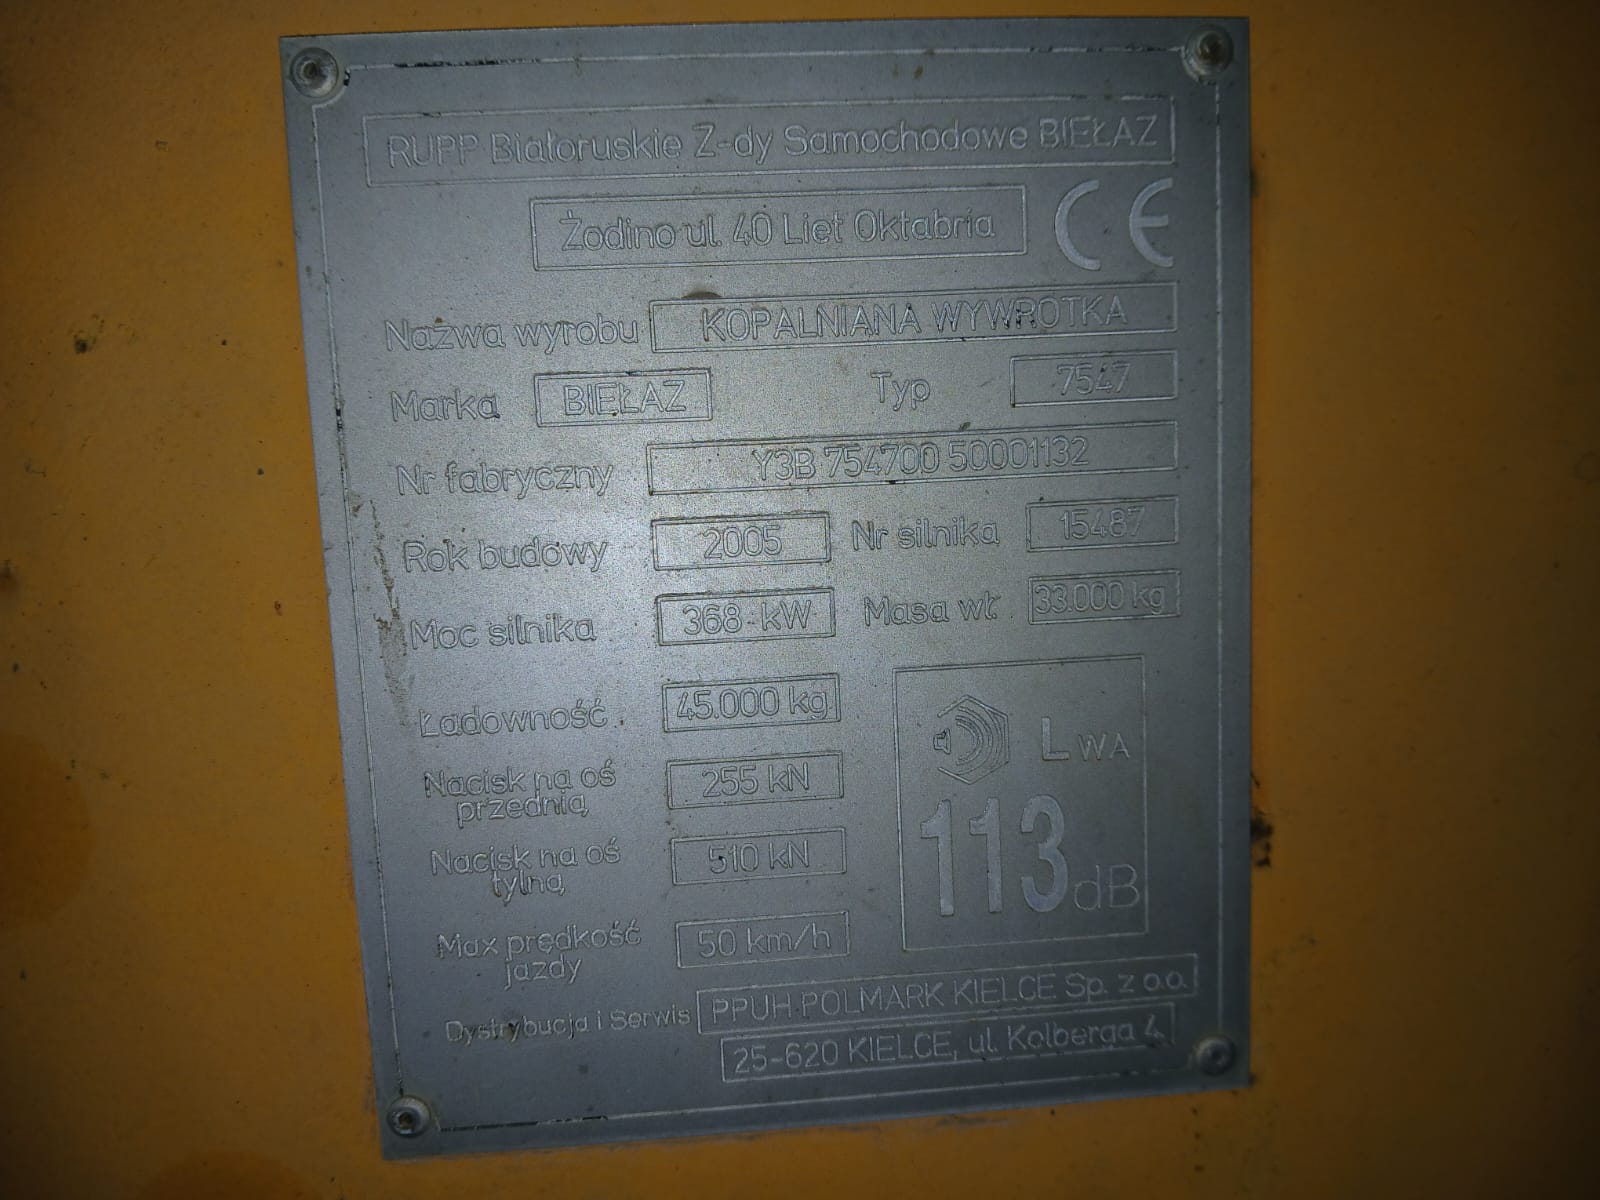 RUPP Białoruskie Z-dy Samochodowe BIEŁAZ
Żodino ul. 40 Liet Oktabria CE
Nazwa wyrobu KOPALNIANA WYWROTKA
Marka BIEŁAZ Typ 7547
Nr fabryczny Y3B 754700 50001132
Rok budowy 2005 Nr silnika 15487
Moc silnika 368 kW Masa wł. 33.000 kg
Ładowność 45.000 kg
LWA
Nacisk na oś przednią 255 kN
113 dB
Nacisk na oś tylną 510 kN
Max prędkość jazdy 50 km/h
Dystrybucja i Serwis PPUH POLMARK KIELCE Sp. z o.o.
25-620 KIELCE, ul. Kolberga 4